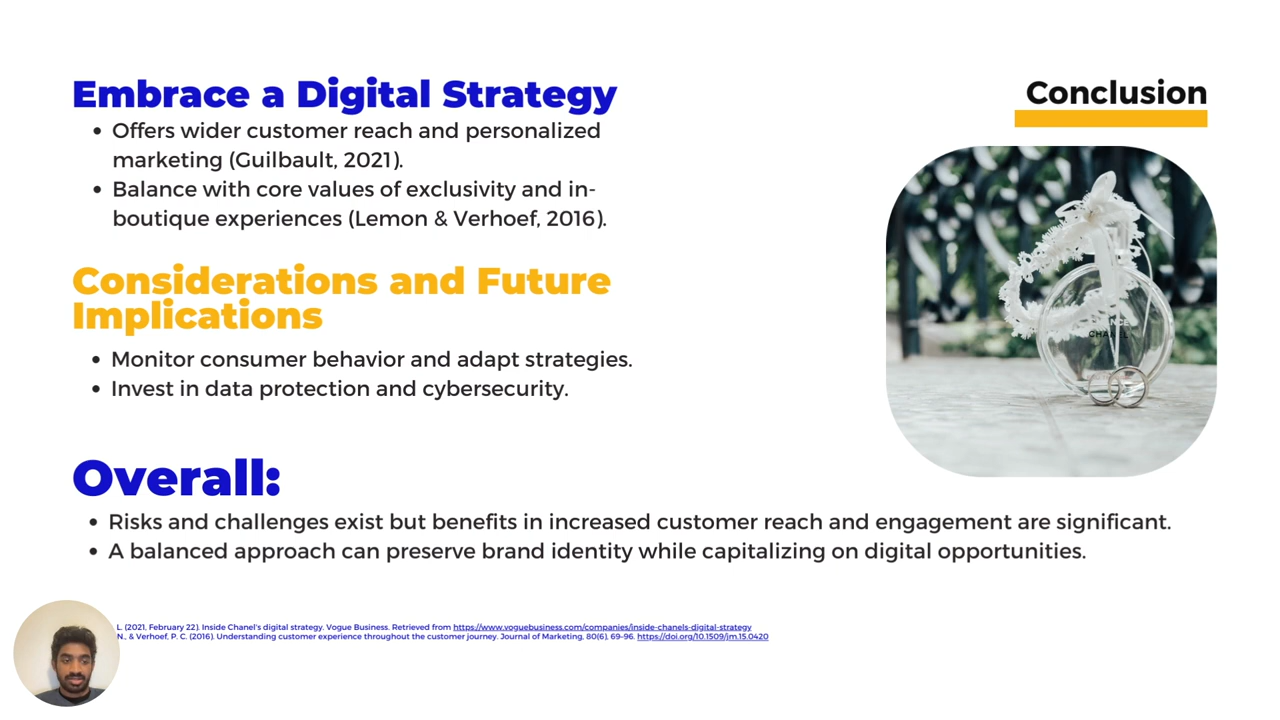 Embrace a Digital Strategy
• Offers wider customer reach and personalized
marketing (Guilbault, 2021).
• Balance with core values of exclusivity and in-
boutique experiences (Lemon & Verhoef, 2016).
Considerations and Future
Implications
• Monitor consumer behavior and adapt strategies.
• Invest in data protection and cybersecurity.
Overall:
• Risks and challenges exist but benefits in increased customer reach and engagement are significant.
• A balanced approach can preserve brand identity while capitalizing on digital opportunities.
Conclusion
CHANEL
L. (2021, February 22). Inside Chanel's digital strategy. Vogue Business. Retrieved from https://www.voguebusiness.com/companies/inside-chanels-digital-strategy
N., & Verhoef, P. C. (2016). Understanding customer experience throughout the customer journey. Journal of Marketing, 80(6), 69-96. https://doi.org/10.1509/jm.15.0420